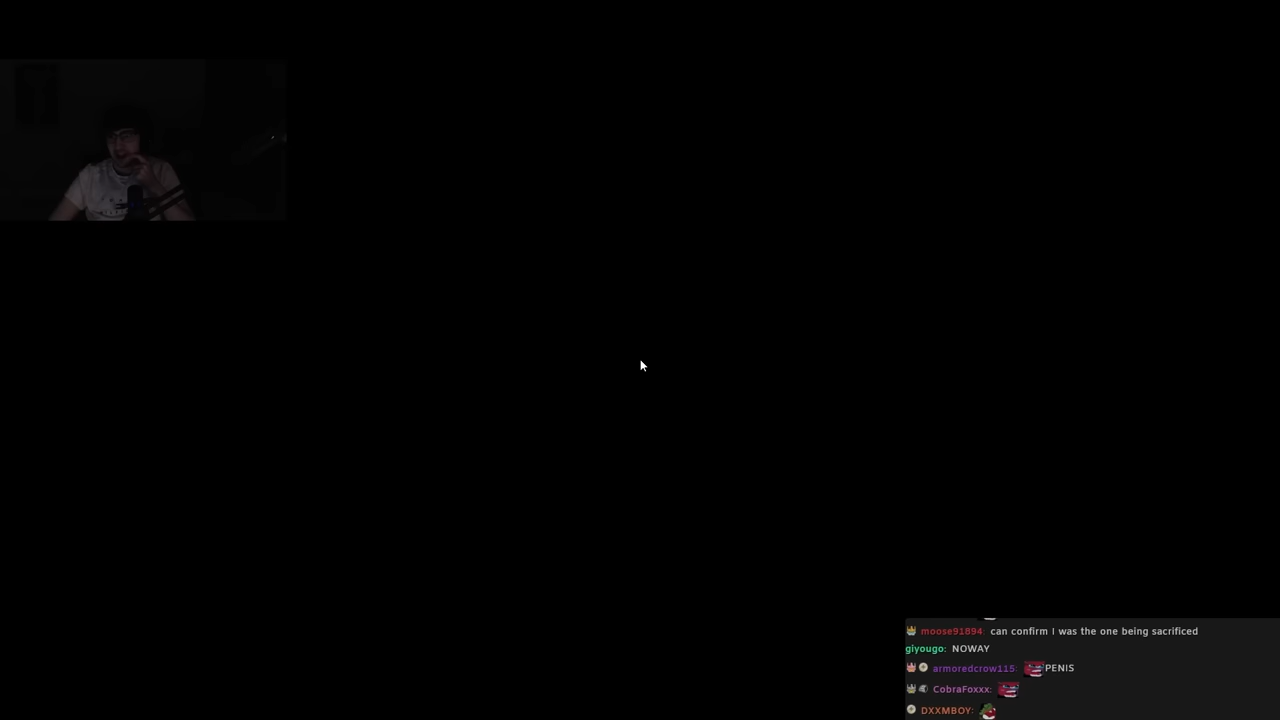 moose91894: can confirm I was the one being sacrificed
giyougo: NOWAY
armoredcrow115: PENIS
CobraFoxxx:
DXXMBOY: